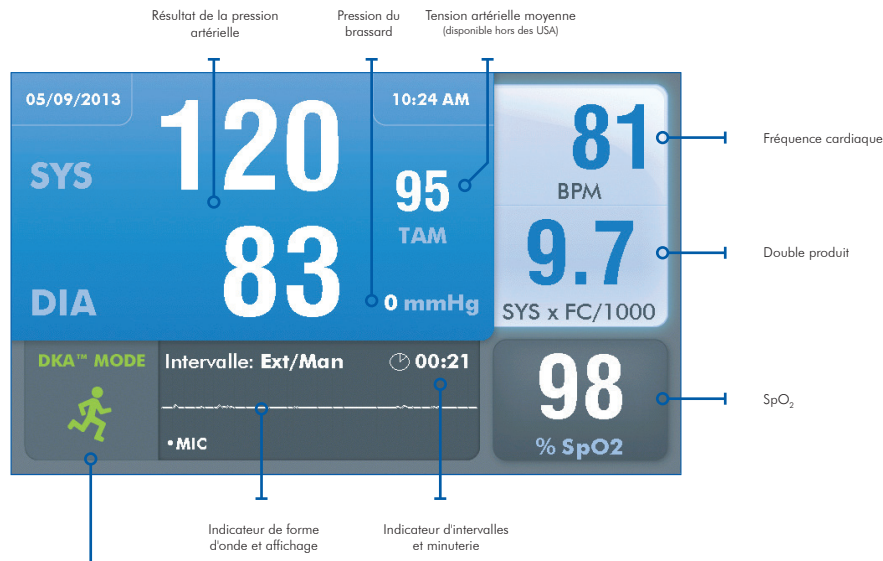 Résultat de la pression
artérielle
Pression du
brassard
Tension artérielle moyenne
(disponible hors des USA)
05/09/2013
10:24 AM
SYS
120
95
TAM
DIA
83
0 mmHg
81
BPM
Fréquence cardiaque
9.7
SYS x FC/1000
Double produit
DKA™ MODE
Intervalle: Ext/Man
00:21
•MIC
98
% SpO2
SpO₂
Indicateur de forme
d'onde et affichage
Indicateur d'intervalles
et minuterie